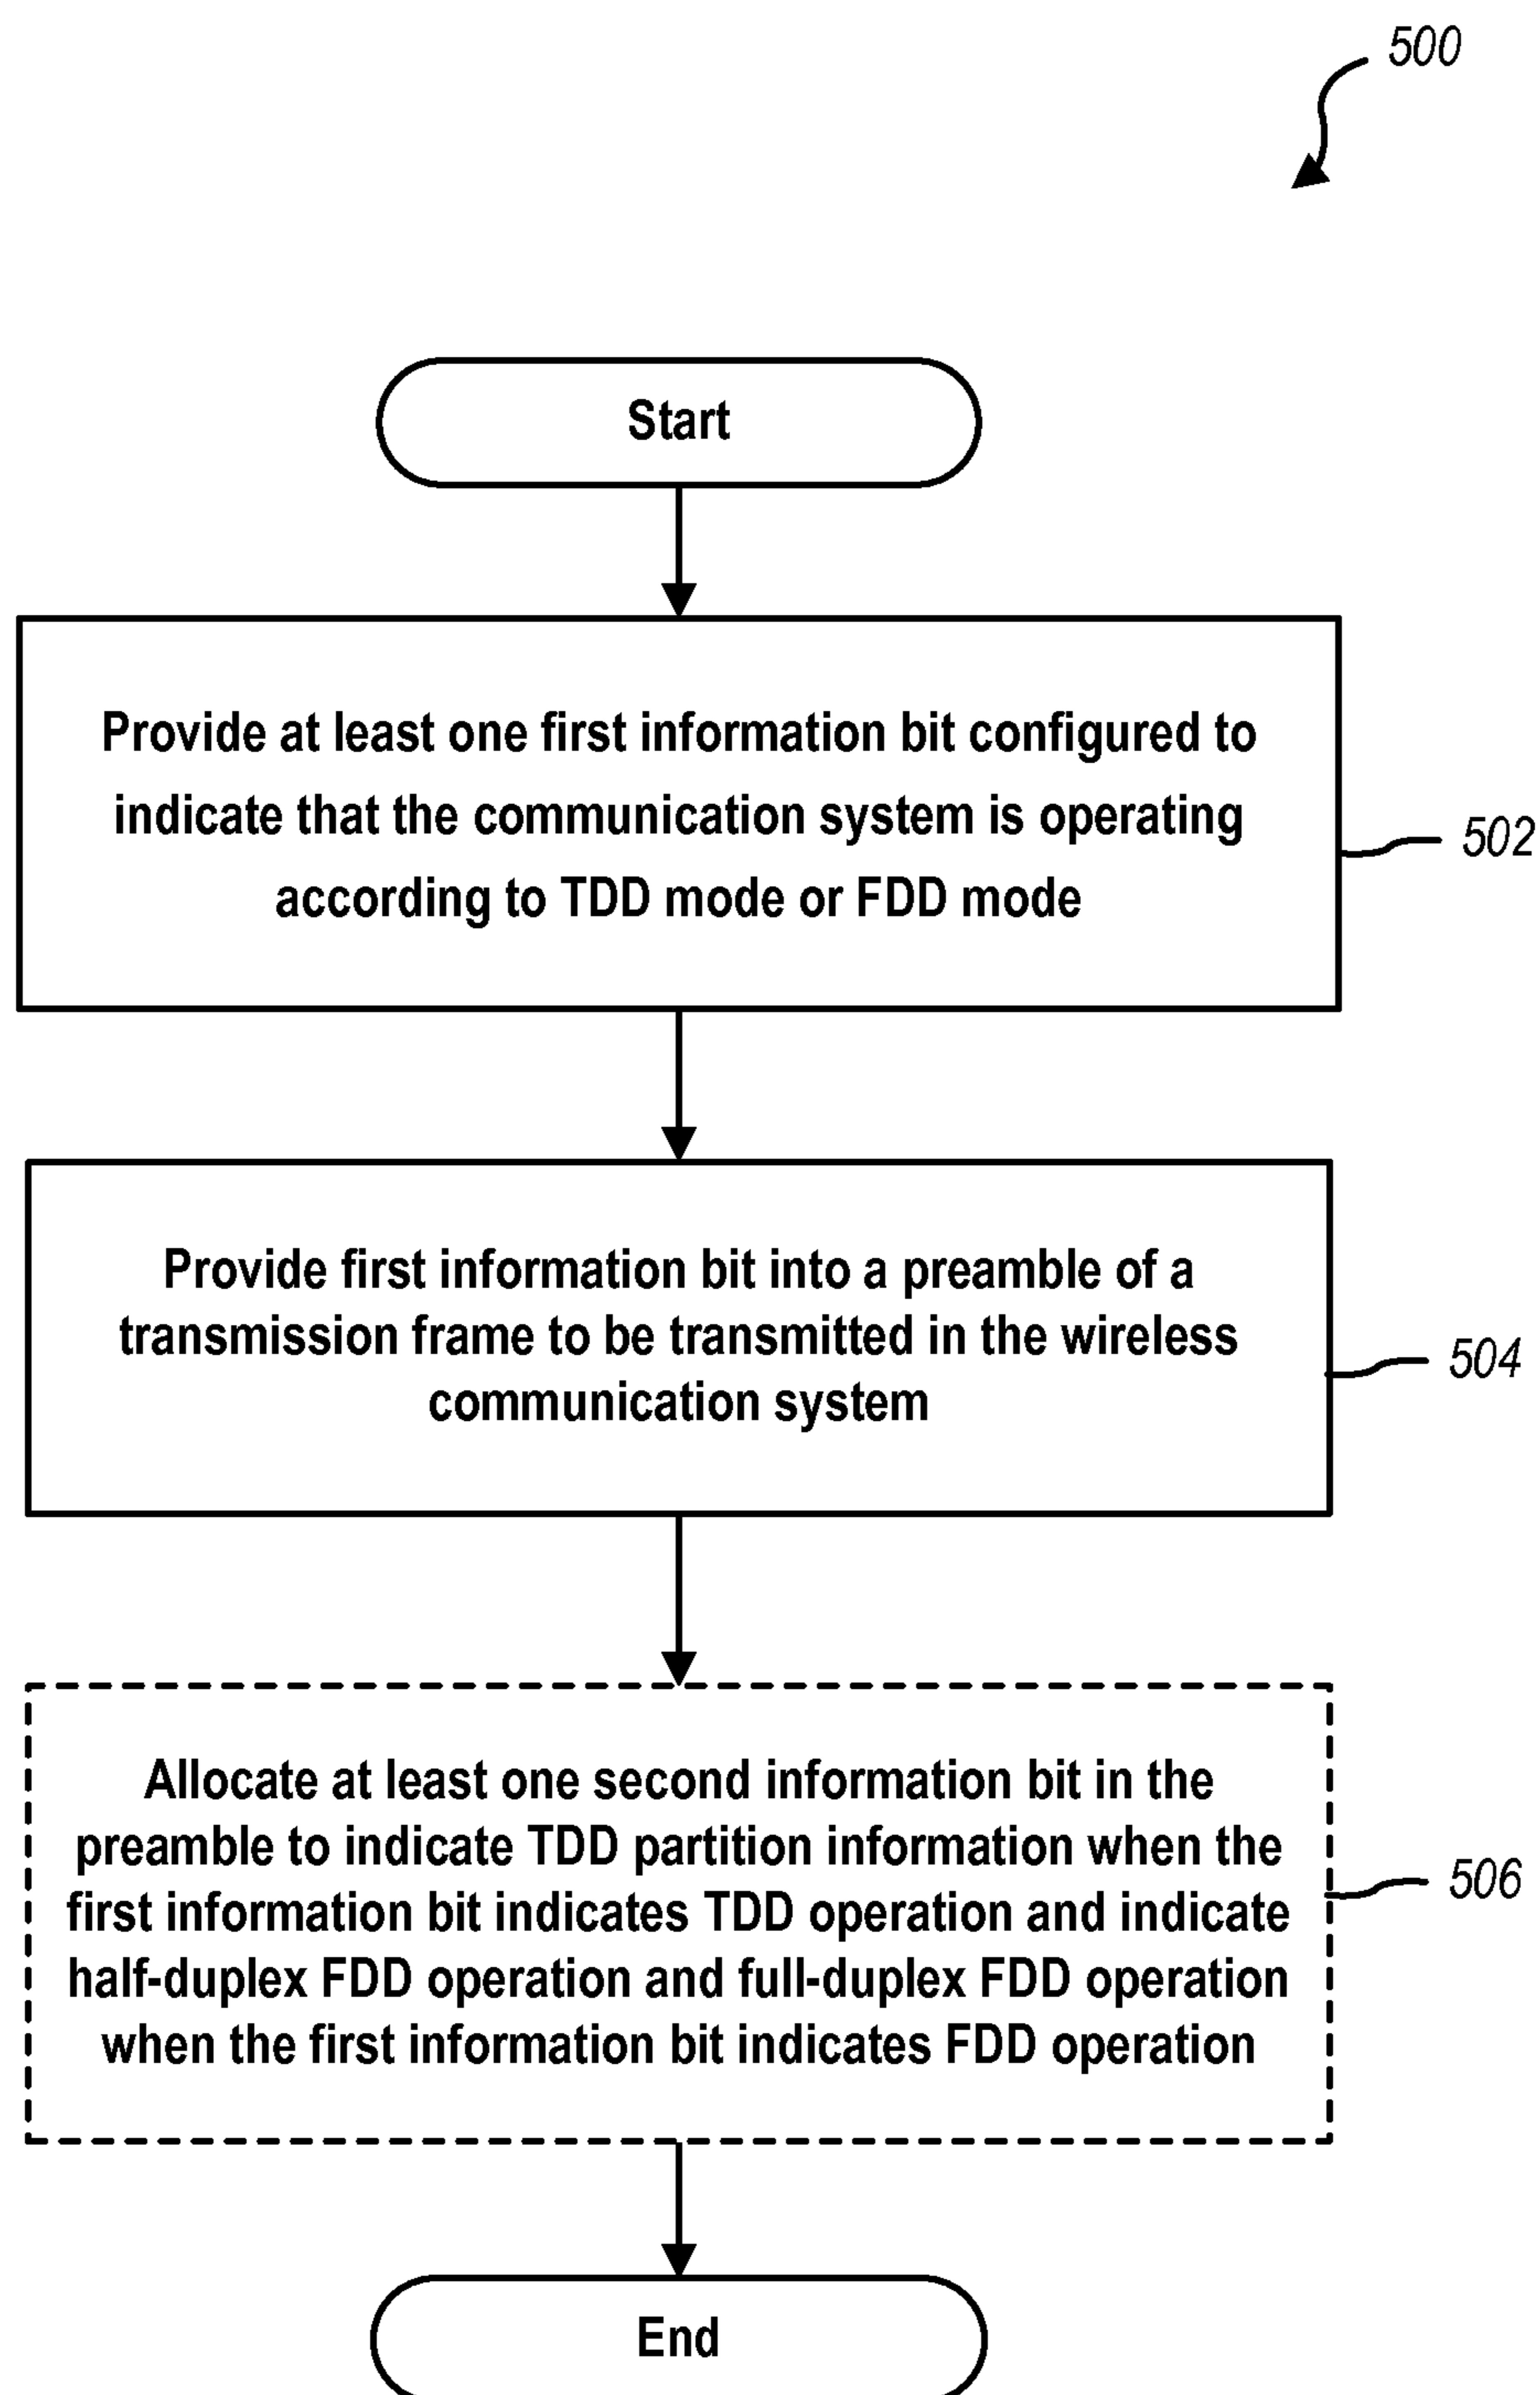 500
Start
Provide at least one first information bit configured to
indicate that the communication system is operating
according to TDD mode or FDD mode
502
Provide first information bit into a preamble of a
transmission frame to be transmitted in the wireless
communication system
504
Allocate at least one second information bit in the
preamble to indicate TDD partition information when the
first information bit indicates TDD operation and indicate
half-duplex FDD operation and full-duplex FDD operation
when the first information bit indicates FDD operation
506
End